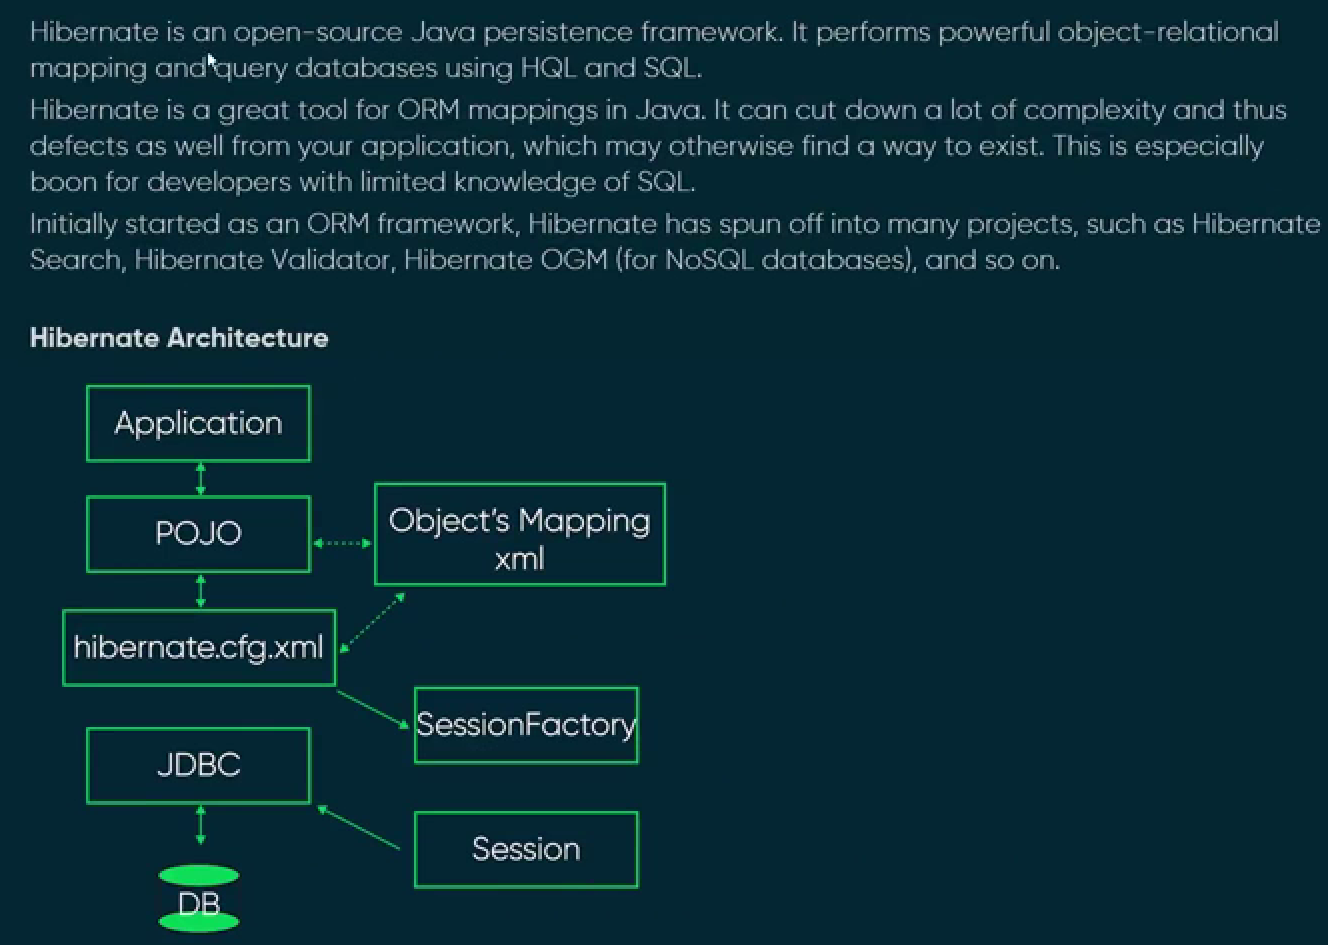 Hibernate is an open-source Java persistence framework. It performs powerful object-relational
mapping and query databases using HQL and SQL.
Hibernate is a great tool for ORM mappings in Java. It can cut down a lot of complexity and thus
defects as well from your application, which may otherwise find a way to exist. This is especially
boon for developers with limited knowledge of SQL.
Initially started as an ORM framework, Hibernate has spun off into many projects, such as Hibernate
Search, Hibernate Validator, Hibernate OGM (for NoSQL databases), and so on.
Hibernate Architecture
Application
POJO
Object's Mapping
xml
hibernate.cfg.xml
SessionFactory
JDBC
Session
DB